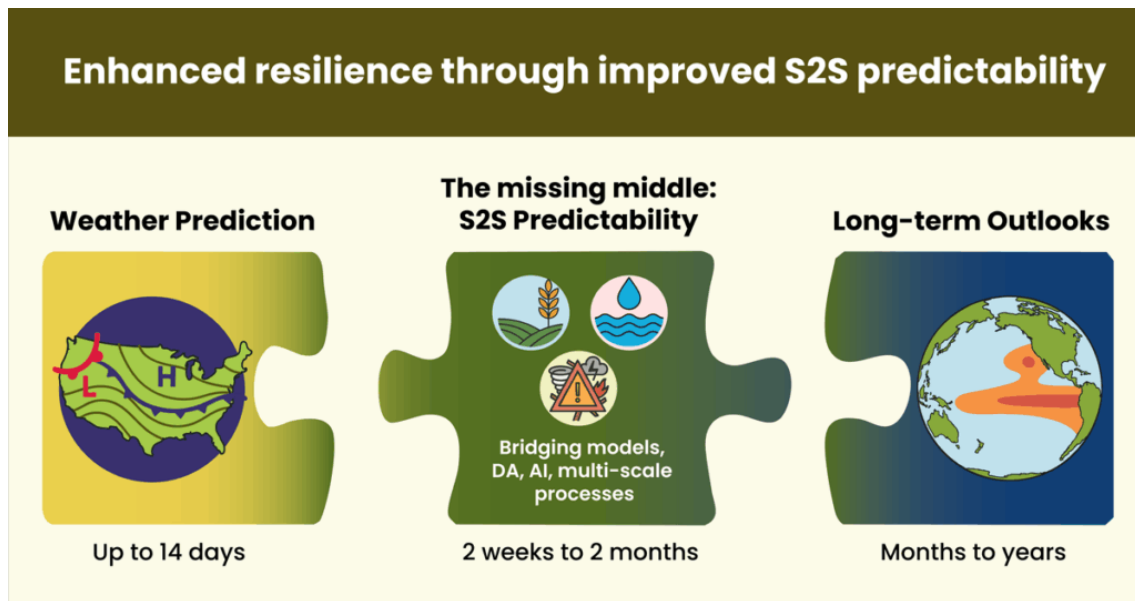 Enhanced resilience through improved S2S predictability
Weather Prediction
The missing middle:
S2S Predictability
Long-term Outlooks
L
H
Bridging models,
DA, AI, multi-scale
processes
Up to 14 days
2 weeks to 2 months
Months to years